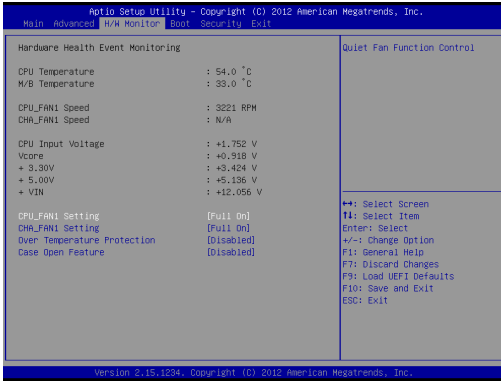 Aptio Setup Utility – Copyright (C) 2012 American Megatrends, Inc.
Main Advanced H/W Monitor Boot Security Exit
Hardware Health Event Monitoring
Quiet Fan Function Control
CPU Temperature : 54.0 °C
M/B Temperature : 33.0 °C
CPU_FAN1 Speed : 3221 RPM
CHA_FAN1 Speed : N/A
CPU Input Voltage : +1.752 V
Vcore : +0.918 V
+ 3.30V : +3.424 V
+ 5.00V : +5.136 V
+ VIN : +12.056 V
CPU_FAN1 Setting [Full On]
CHA_FAN1 Setting [Full On]
Over Temperature Protection [Disabled]
Case Open Feature [Disabled]
↔: Select Screen
↑↓: Select Item
Enter: Select
+/-: Change Option
F1: General Help
F7: Discard Changes
F9: Load UEFI Defaults
F10: Save and Exit
ESC: Exit
Version 2.15.1234. Copyright (C) 2012 American Megatrends, Inc.